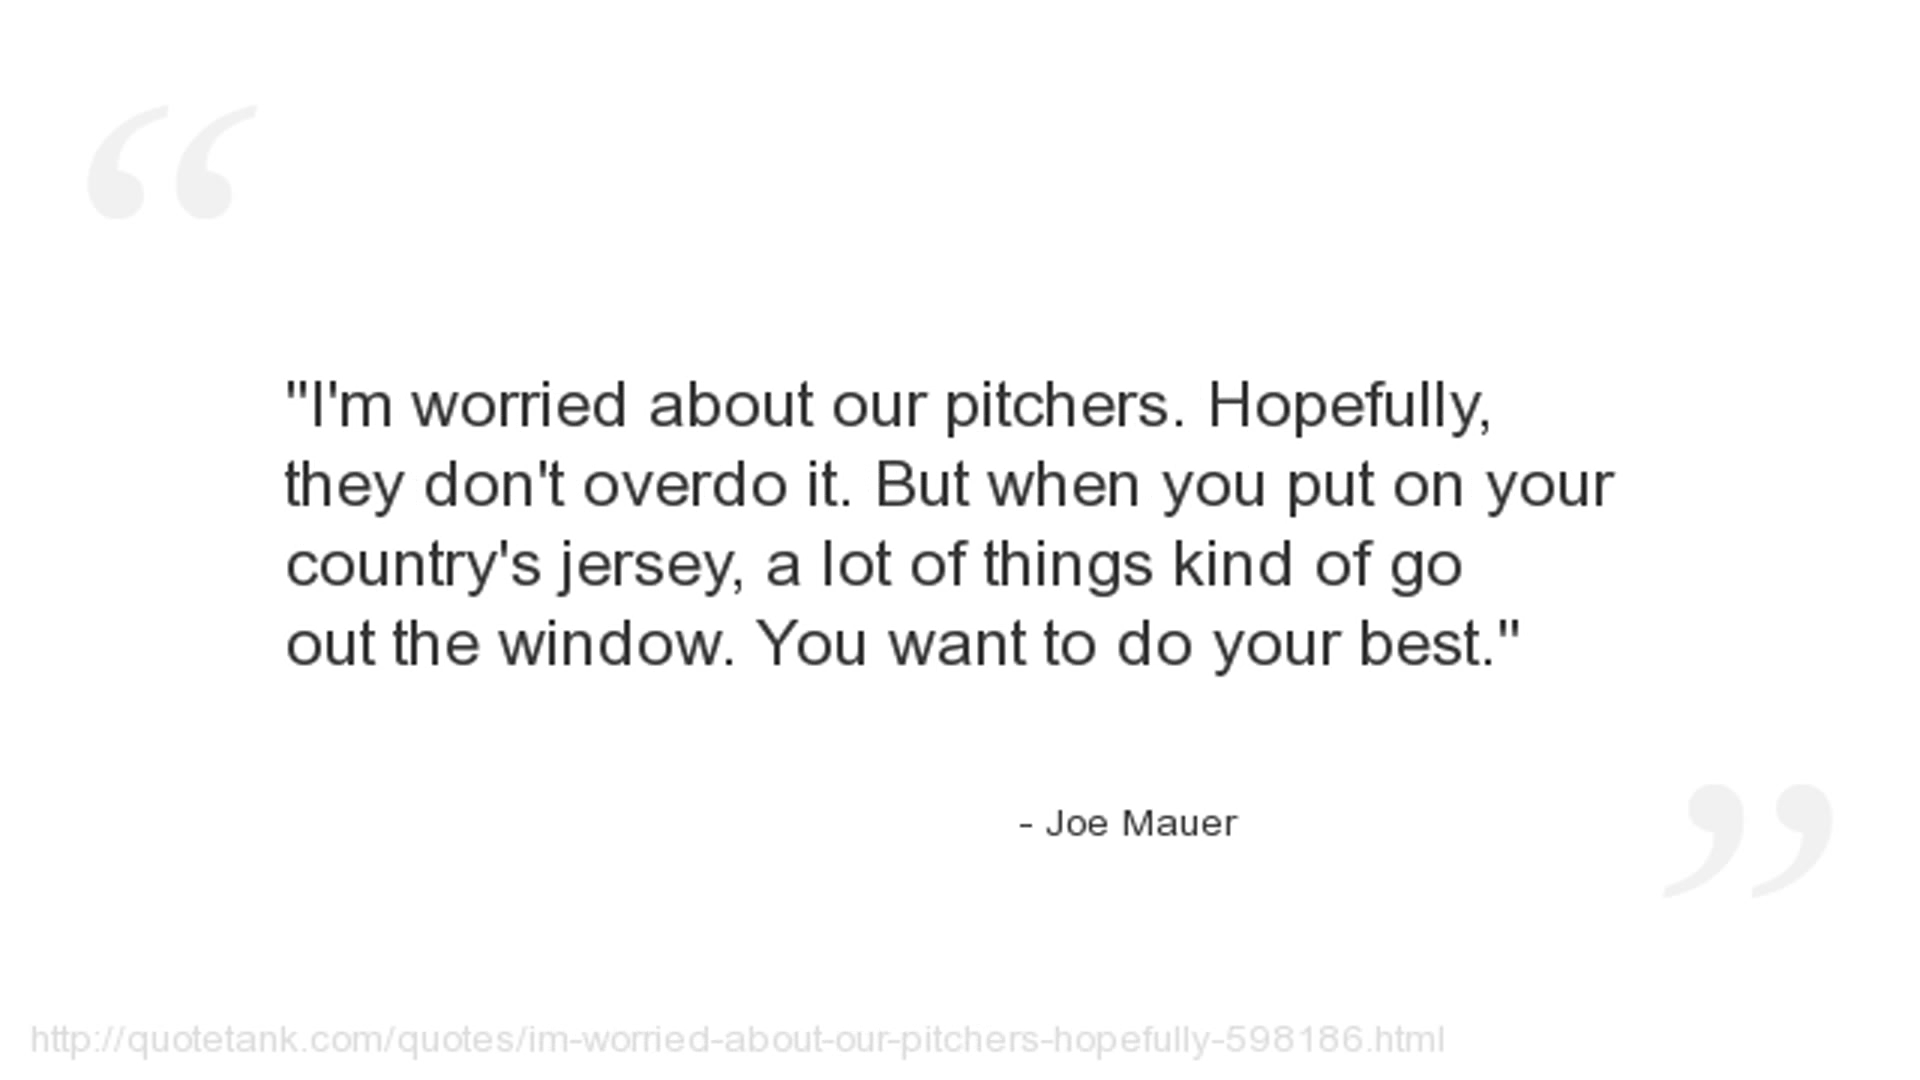 "I'm worried about our pitchers. Hopefully,
they don't overdo it. But when you put on your
country's jersey, a lot of things kind of go
out the window. You want to do your best."
- Joe Mauer
http://quotetank.com/quotes/im-worried-about-our-pitchers-hopefully-598186.html